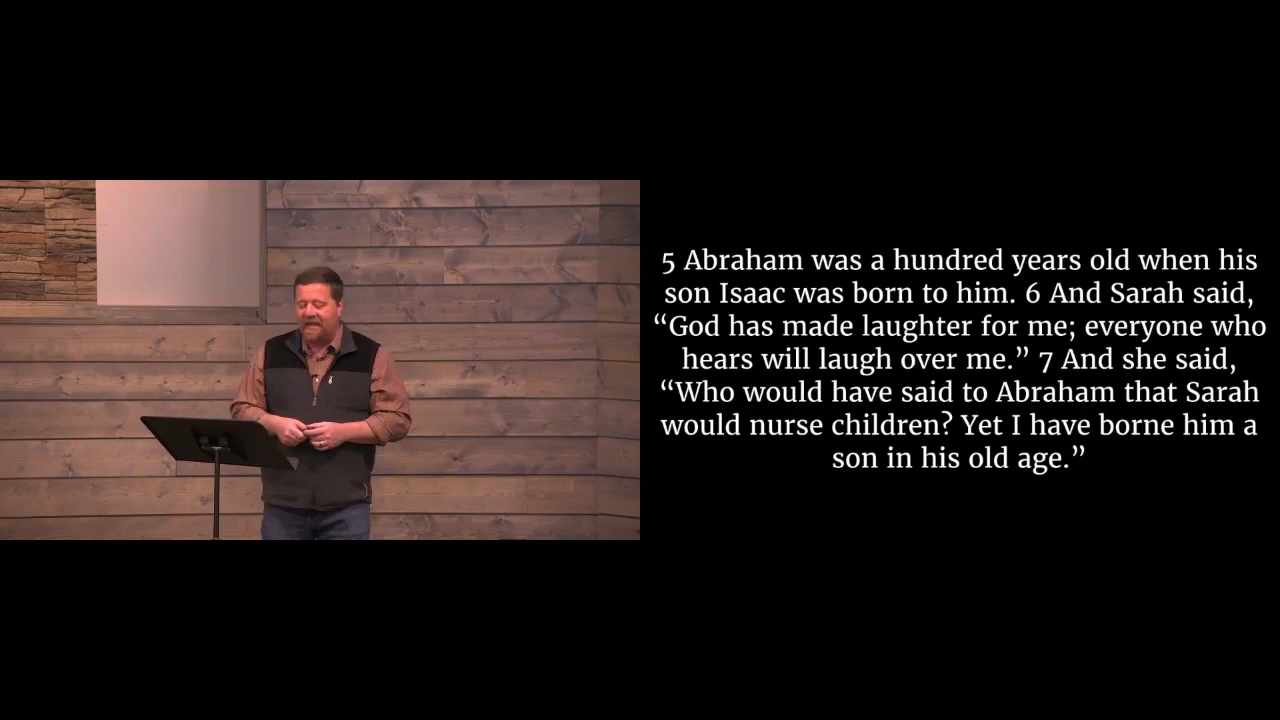 5 Abraham was a hundred years old when his
son Isaac was born to him. 6 And Sarah said,
“God has made laughter for me; everyone who
hears will laugh over me.” 7 And she said,
“Who would have said to Abraham that Sarah
would nurse children? Yet I have borne him a
son in his old age.”